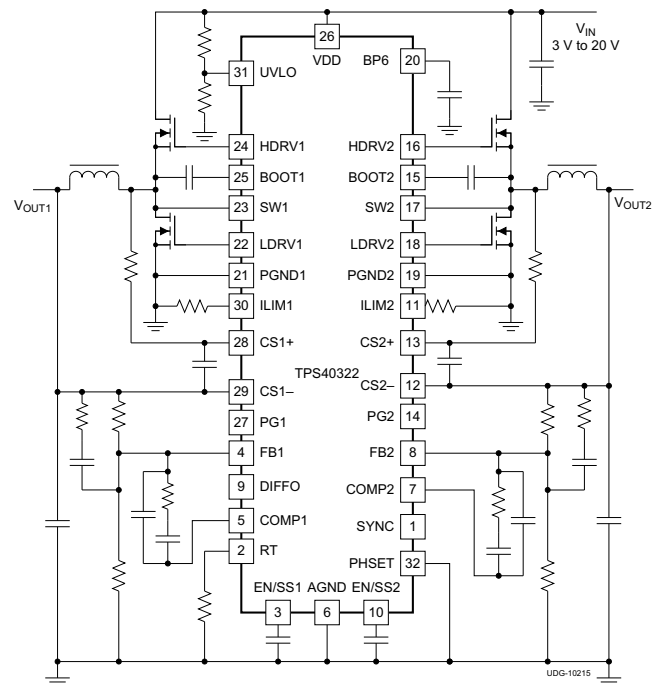 VIN
3 V to 20 V
26
VDD
BP6
20
31
UVLO
24
HDRV1
HDRV2
16
25
BOOT1
BOOT2
15
VOUT1
23
SW1
SW2
17
VOUT2
22
LDRV1
LDRV2
18
21
PGND1
PGND2
19
30
ILIM1
ILIM2
11
28
CS1+
CS2+
13
TPS40322
29
CS1–
CS2–
12
27
PG1
PG2
14
4
FB1
FB2
8
9
DIFFO
COMP2
7
5
COMP1
SYNC
1
2
RT
PHSET
32
EN/SS1
AGND
EN/SS2
3
6
10
UDG-10215